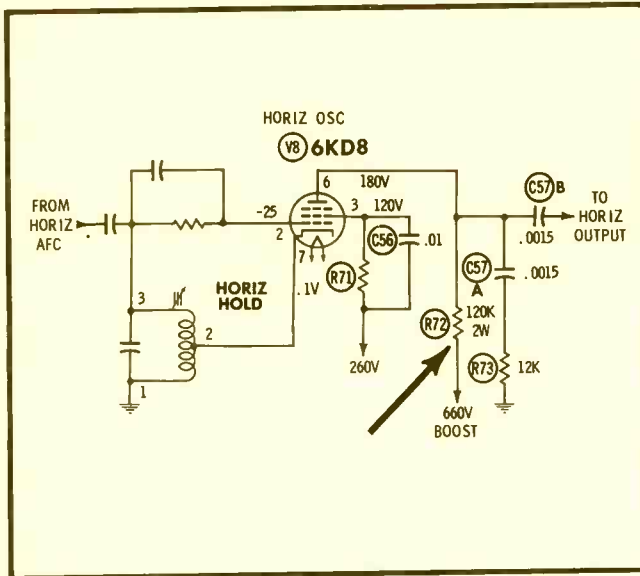 HORIZ OSC
V8 6KD8
6
180V
C57 B
TO
HORIZ
OUTPUT
FROM
HORIZ
AFC
-25
2
3
120V
C56
.01
.0015
7
R71
C57
A
.0015
.1V
HORIZ
HOLD
3
2
120K
2W
R72
R73
12K
1
260V
660V
BOOST